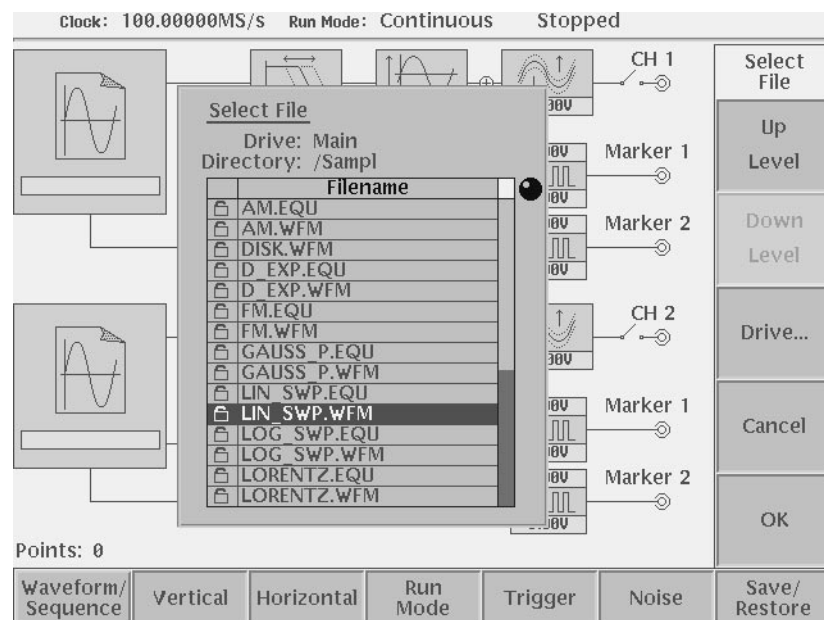 Clock: 100.00000MS/s Run Mode: Continuous Stopped
CH 1
Marker 1
Marker 2
CH 2
Marker 1
Marker 2
Select File
Drive: Main
Directory: /Sampl
Filename
AM.EQU
AM.WFM
DISK.WFM
D_EXP.EQU
D_EXP.WFM
FM.EQU
FM.WFM
GAUSS_P.EQU
GAUSS_P.WFM
LIN_SWP.EQU
LIN_SWP.WFM
LOG_SWP.EQU
LOG_SWP.WFM
LORENTZ.EQU
LORENTZ.WFM
Points: 0
Select
File
Up
Level
Down
Level
Drive...
Cancel
OK
Waveform/
Sequence
Vertical
Horizontal
Run
Mode
Trigger
Noise
Save/
Restore